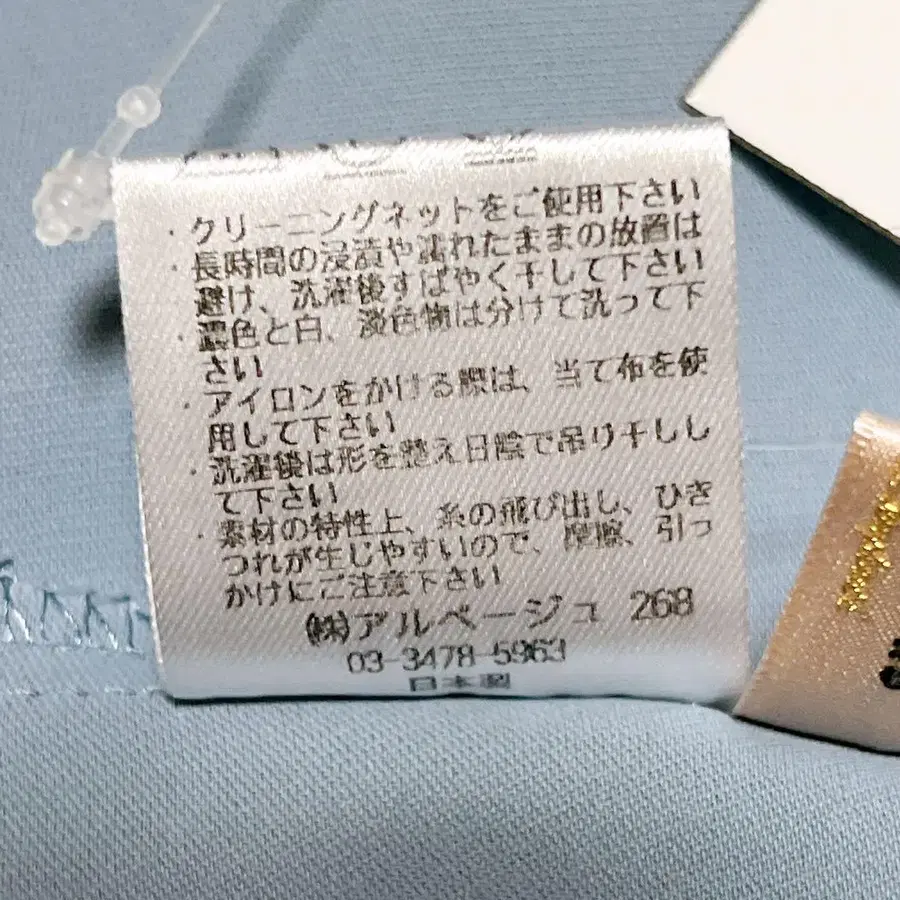 ・クリーニングネットをご使用下さい
・長時間の浸漬や濡れたままの放置は
避け、洗濯後すばやく干して下さい
・濃色と白、淡色物は分けて洗って下
さい
・アイロンをかける際は、当て布を使
用して下さい
・洗濯後は形を整え日陰で吊り干しし
て下さい
・素材の特性上、糸の飛び出し、ひき
つれが生じやすいので、摩擦、引っ
かけにご注意下さい
㈱アルページュ 268
03-3478-5963
日本製